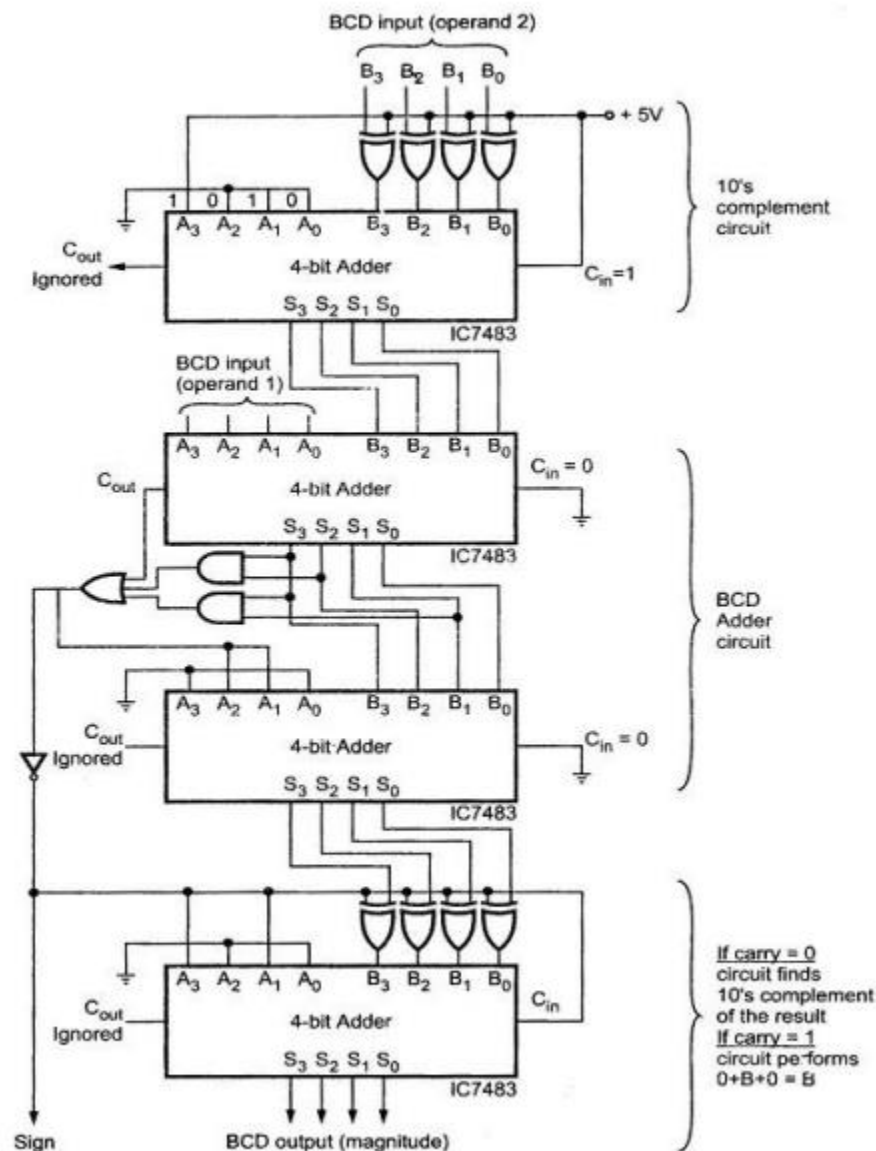 BCD input (operand 2)
B3 B2 B1 B0
+ 5V
1 0 1 0
A3 A2 A1 A0 B3 B2 B1 B0
10's
complement
circuit
Cout
Ignored
4-bit Adder
Cin=1
S3 S2 S1 S0
IC7483
BCD input
(operand 1)
A3 A2 A1 A0 B3 B2 B1 B0
Cout
4-bit Adder
Cin = 0
S3 S2 S1 S0
IC7483
BCD
Adder
circuit
A3 A2 A1 A0 B3 B2 B1 B0
Cout
Ignored
4-bit Adder
Cin = 0
S3 S2 S1 S0
IC7483
A3 A2 A1 A0 B3 B2 B1 B0
Cout
Ignored
4-bit Adder
Cin
S3 S2 S1 S0
IC7483
If carry = 0
circuit finds
10's complement
of the result
If carry = 1
circuit performs
0+B+0 = B
Sign
BCD output (magnitude)